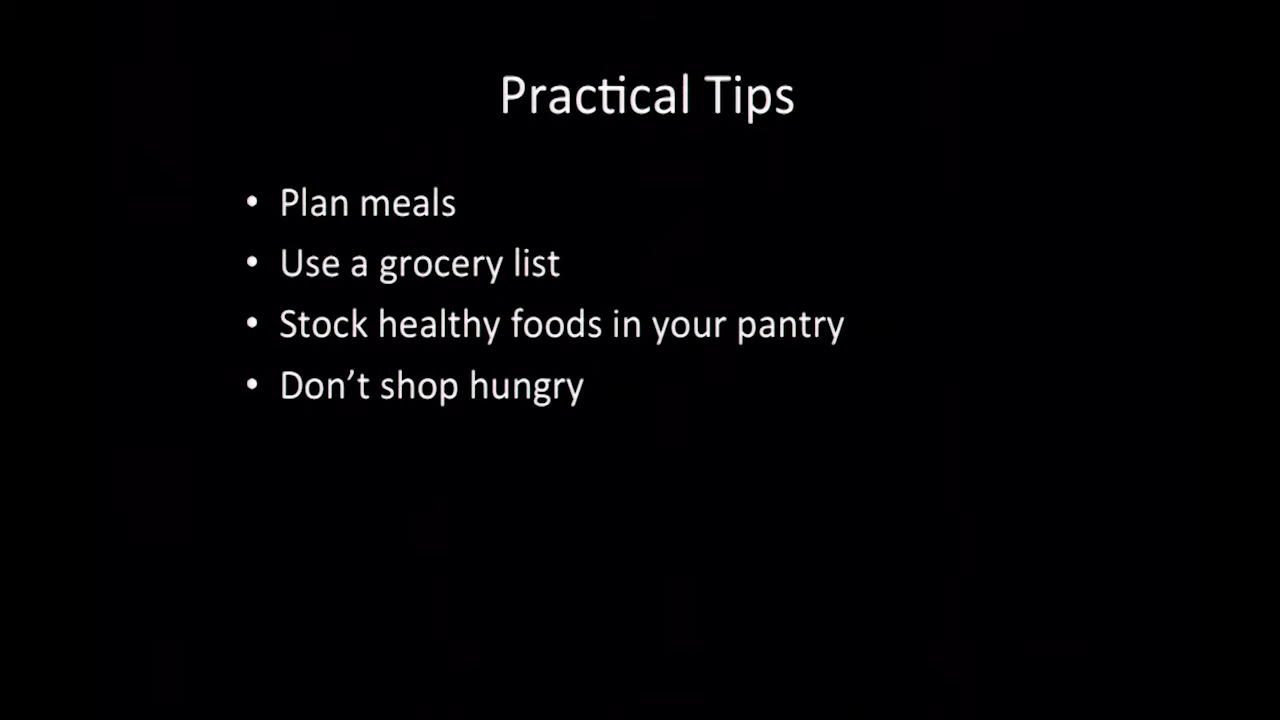 Practical Tips
• Plan meals
• Use a grocery list
• Stock healthy foods in your pantry
• Don’t shop hungry